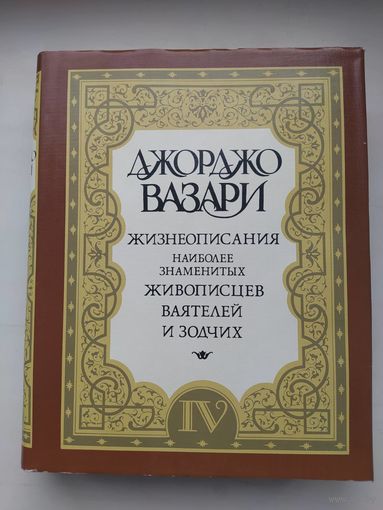 ДЖОРДЖО
ВАЗАРИ
ЖИЗНЕОПИСАНИЯ
НАИБОЛЕЕ
ЗНАМЕНИТЫХ
ЖИВОПИСЦЕВ
ВАЯТЕЛЕЙ
И ЗОДЧИХ
IV